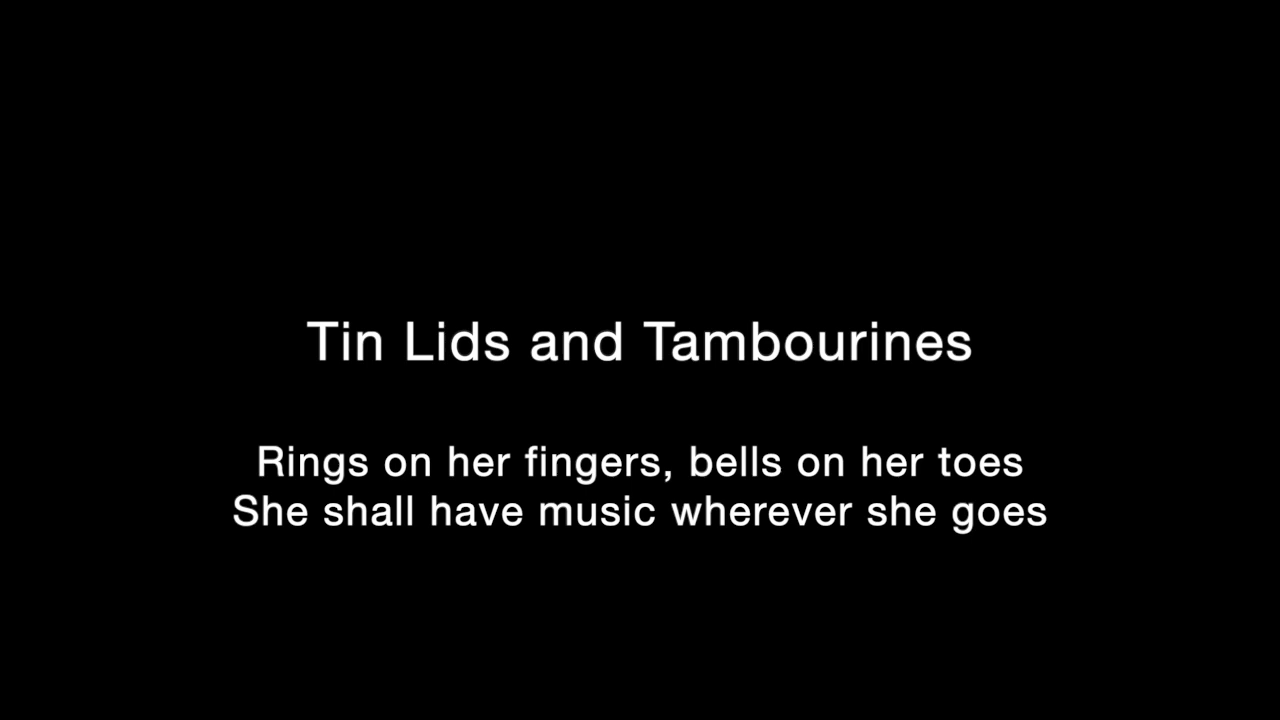 Tin Lids and Tambourines
Rings on her fingers, bells on her toes
She shall have music wherever she goes